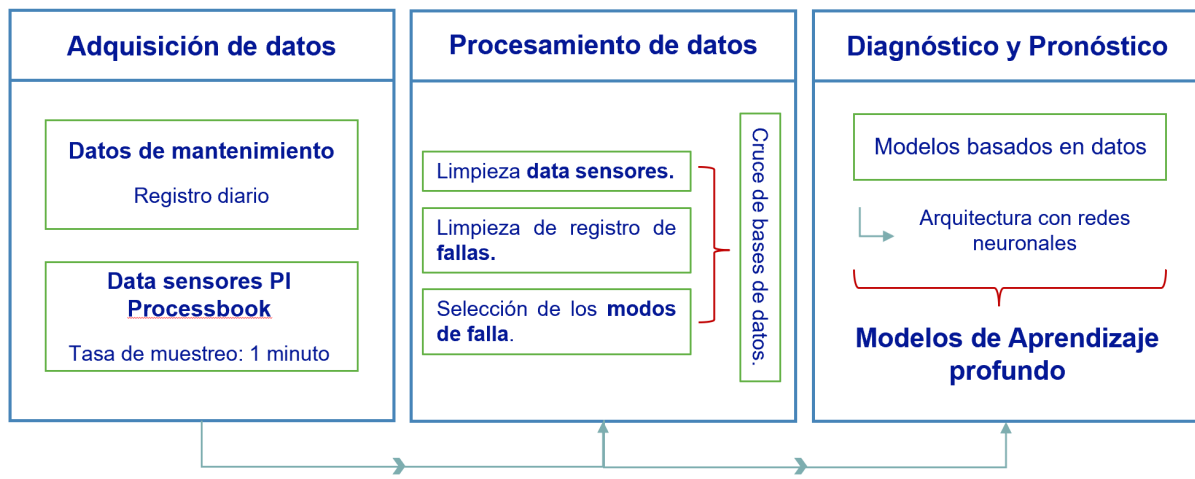 Adquisición de datos
Datos de mantenimiento
Registro diario
Data sensores PI
Processbook
Tasa de muestreo: 1 minuto
Procesamiento de datos
Limpieza data sensores.
Limpieza de registro de
fallas.
Selección de los modos
de falla.
Cruce de bases de datos.
Diagnóstico y Pronóstico
Modelos basados en datos
Arquitectura con redes
neuronales
Modelos de Aprendizaje
profundo